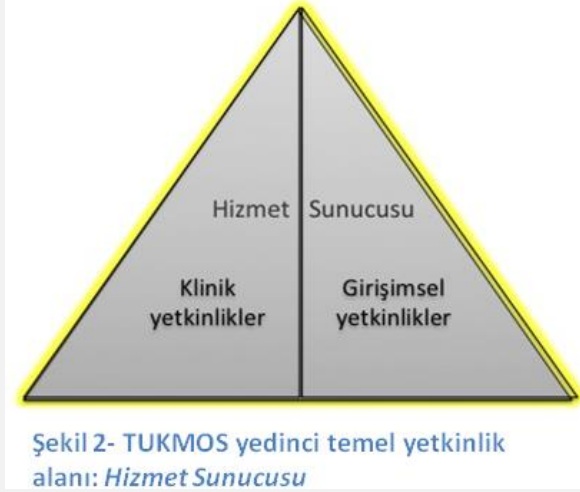 Hizmet Sunucusu
Klinik yetkinlikler
Girişimsel yetkinlikler
Şekil 2- TUKMOS yedinci temel yetkinlik
alanı: Hizmet Sunucusu